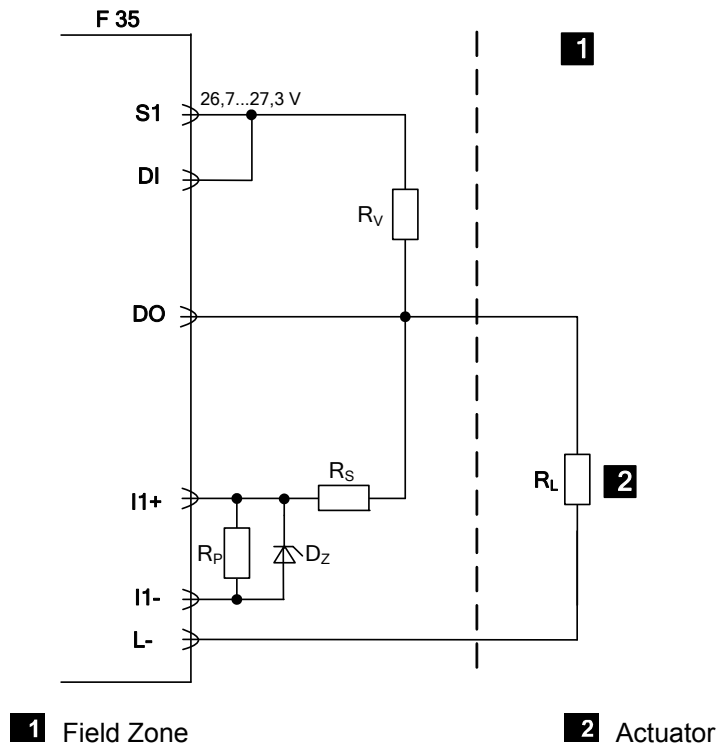 F 35
1
S1
26,7...27,3 V
DI
RV
DO
RS
I1+
RL
2
RP
DZ
I1-
L-
1 Field Zone
2 Actuator